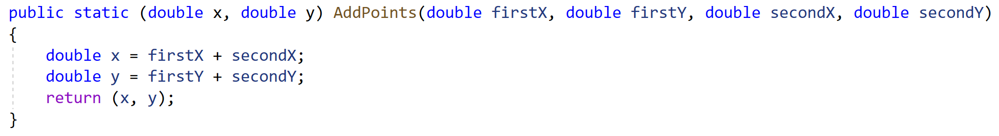 public static (double x, double y) AddPoints(double firstX, double firstY, double secondX, double secondY)
{
    double x = firstX + secondX;
    double y = firstY + secondY;
    return (x, y);
}